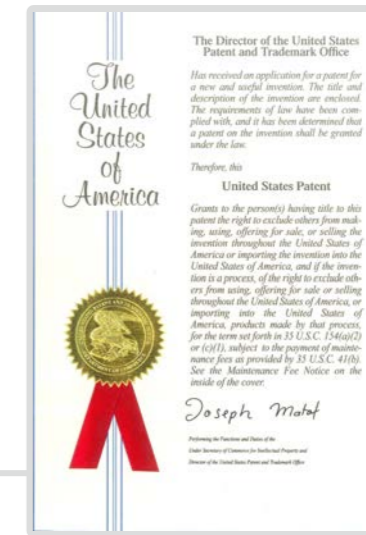 The
United
States
of
America
The Director of the United States
Patent and Trademark Office
Has received an application for a patent for
a new and useful invention. The title and
description of the invention are enclosed.
The requirements of law have been com-
plied with, and it has been determined that
a patent on the invention shall be granted
under the law.
Therefore, this
United States Patent
Grants to the person(s) having title to this
patent the right to exclude others from mak-
ing, using, offering for sale, or selling the
invention throughout the United States of
America or importing the invention into the
United States of America, and if the inven-
tion is a process, of the right to exclude oth-
ers from using, offering for sale or selling
throughout the United States of America, or
importing into the United States of
America, products made by that process,
for the term set forth in 35 U.S.C. 154(a)(2)
or (c)(1), subject to the payment of mainte-
nance fees as provided by 35 U.S.C. 41(b).
See the Maintenance Fee Notice on the
inside of the cover.
Joseph Matal
Performing the Functions and Duties of the
Under Secretary of Commerce for Intellectual Property and
Director of the United States Patent and Trademark Office